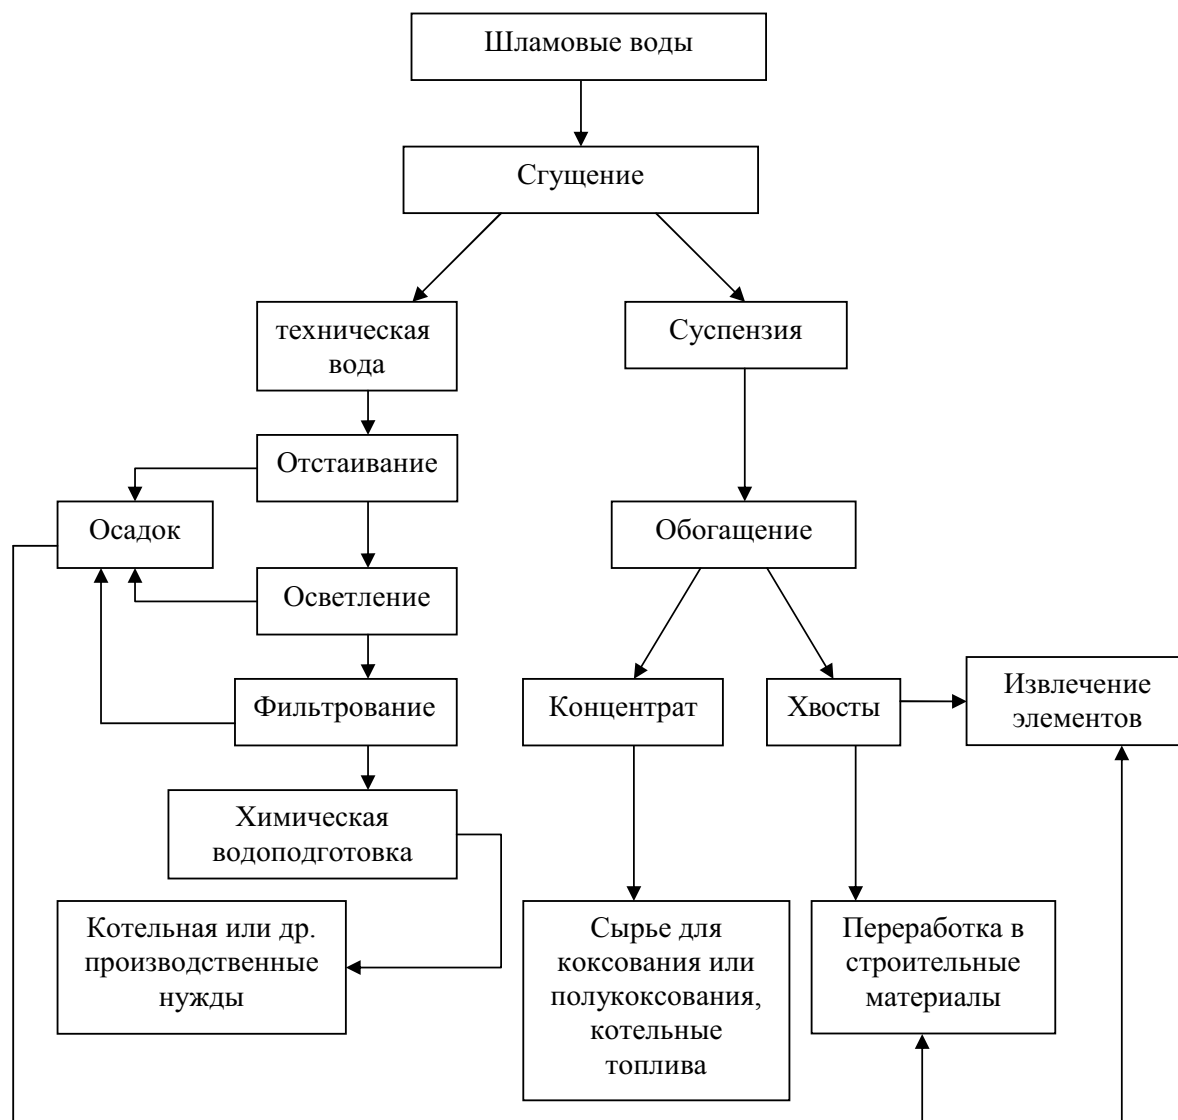 Шламовые воды
Сгущение
техническая
вода
Суспензия
Отстаивание
Осадок
Обогащение
Осветление
Фильтрование
Концентрат
Хвосты
Извлечение
элементов
Химическая
водоподготовка
Котельная или др.
производственные
нужды
Сырье для
коксования или
полукоксования,
котельные
топлива
Переработка в
строительные
материалы